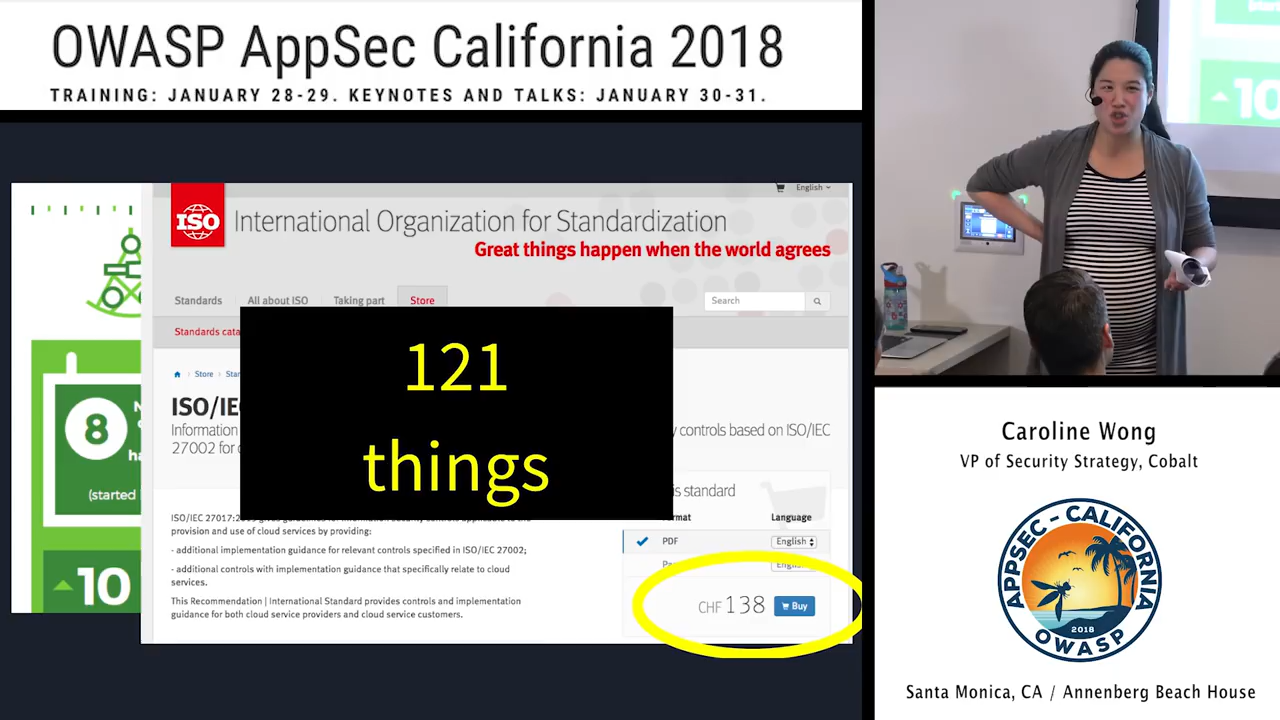 OWASP AppSec California 2018
TRAINING: JANUARY 28-29. KEYNOTES AND TALKS: JANUARY 30-31.
English
ISO
International Organization for Standardization
Great things happen when the world agrees
Standards
All about ISO
Taking part
Store
Search
Standards cata
Store
ISO/IE
Information
y controls based on ISO/IEC
27002 for c
121
things
is standard
8
(started
10
ISO/IEC 27017:2
provision and use of cloud services by providing:
- additional implementation guidance for relevant controls specified in ISO/IEC 27002;
- additional controls with implementation guidance that specifically relate to cloud
services.
This Recommendation | International Standard provides controls and implementation
guidance for both cloud service providers and cloud service customers.
Format
Language
PDF
English
English
CHF 138
Buy
10
Caroline Wong
VP of Security Strategy, Cobalt
APPSEC - CALIFORNIA
2018
OWASP
Santa Monica, CA / Annenberg Beach House